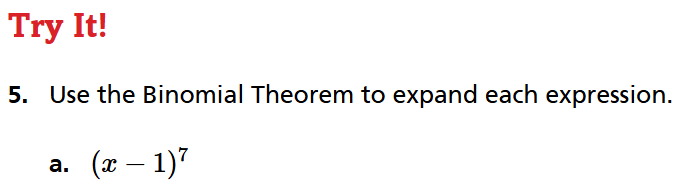 Try It!
5. Use the Binomial Theorem to expand each expression.
a. (x − 1)⁷